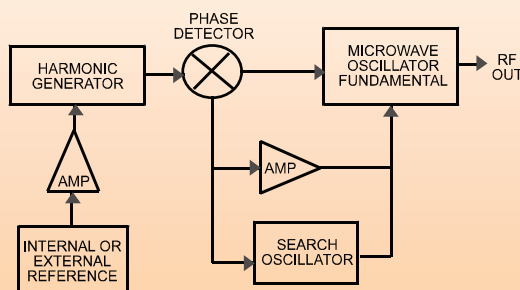 PHASE
DETECTOR
HARMONIC
GENERATOR
MICROWAVE
OSCILLATOR
FUNDAMENTAL
RF
OUT
AMP
AMP
INTERNAL OR
EXTERNAL
REFERENCE
SEARCH
OSCILLATOR